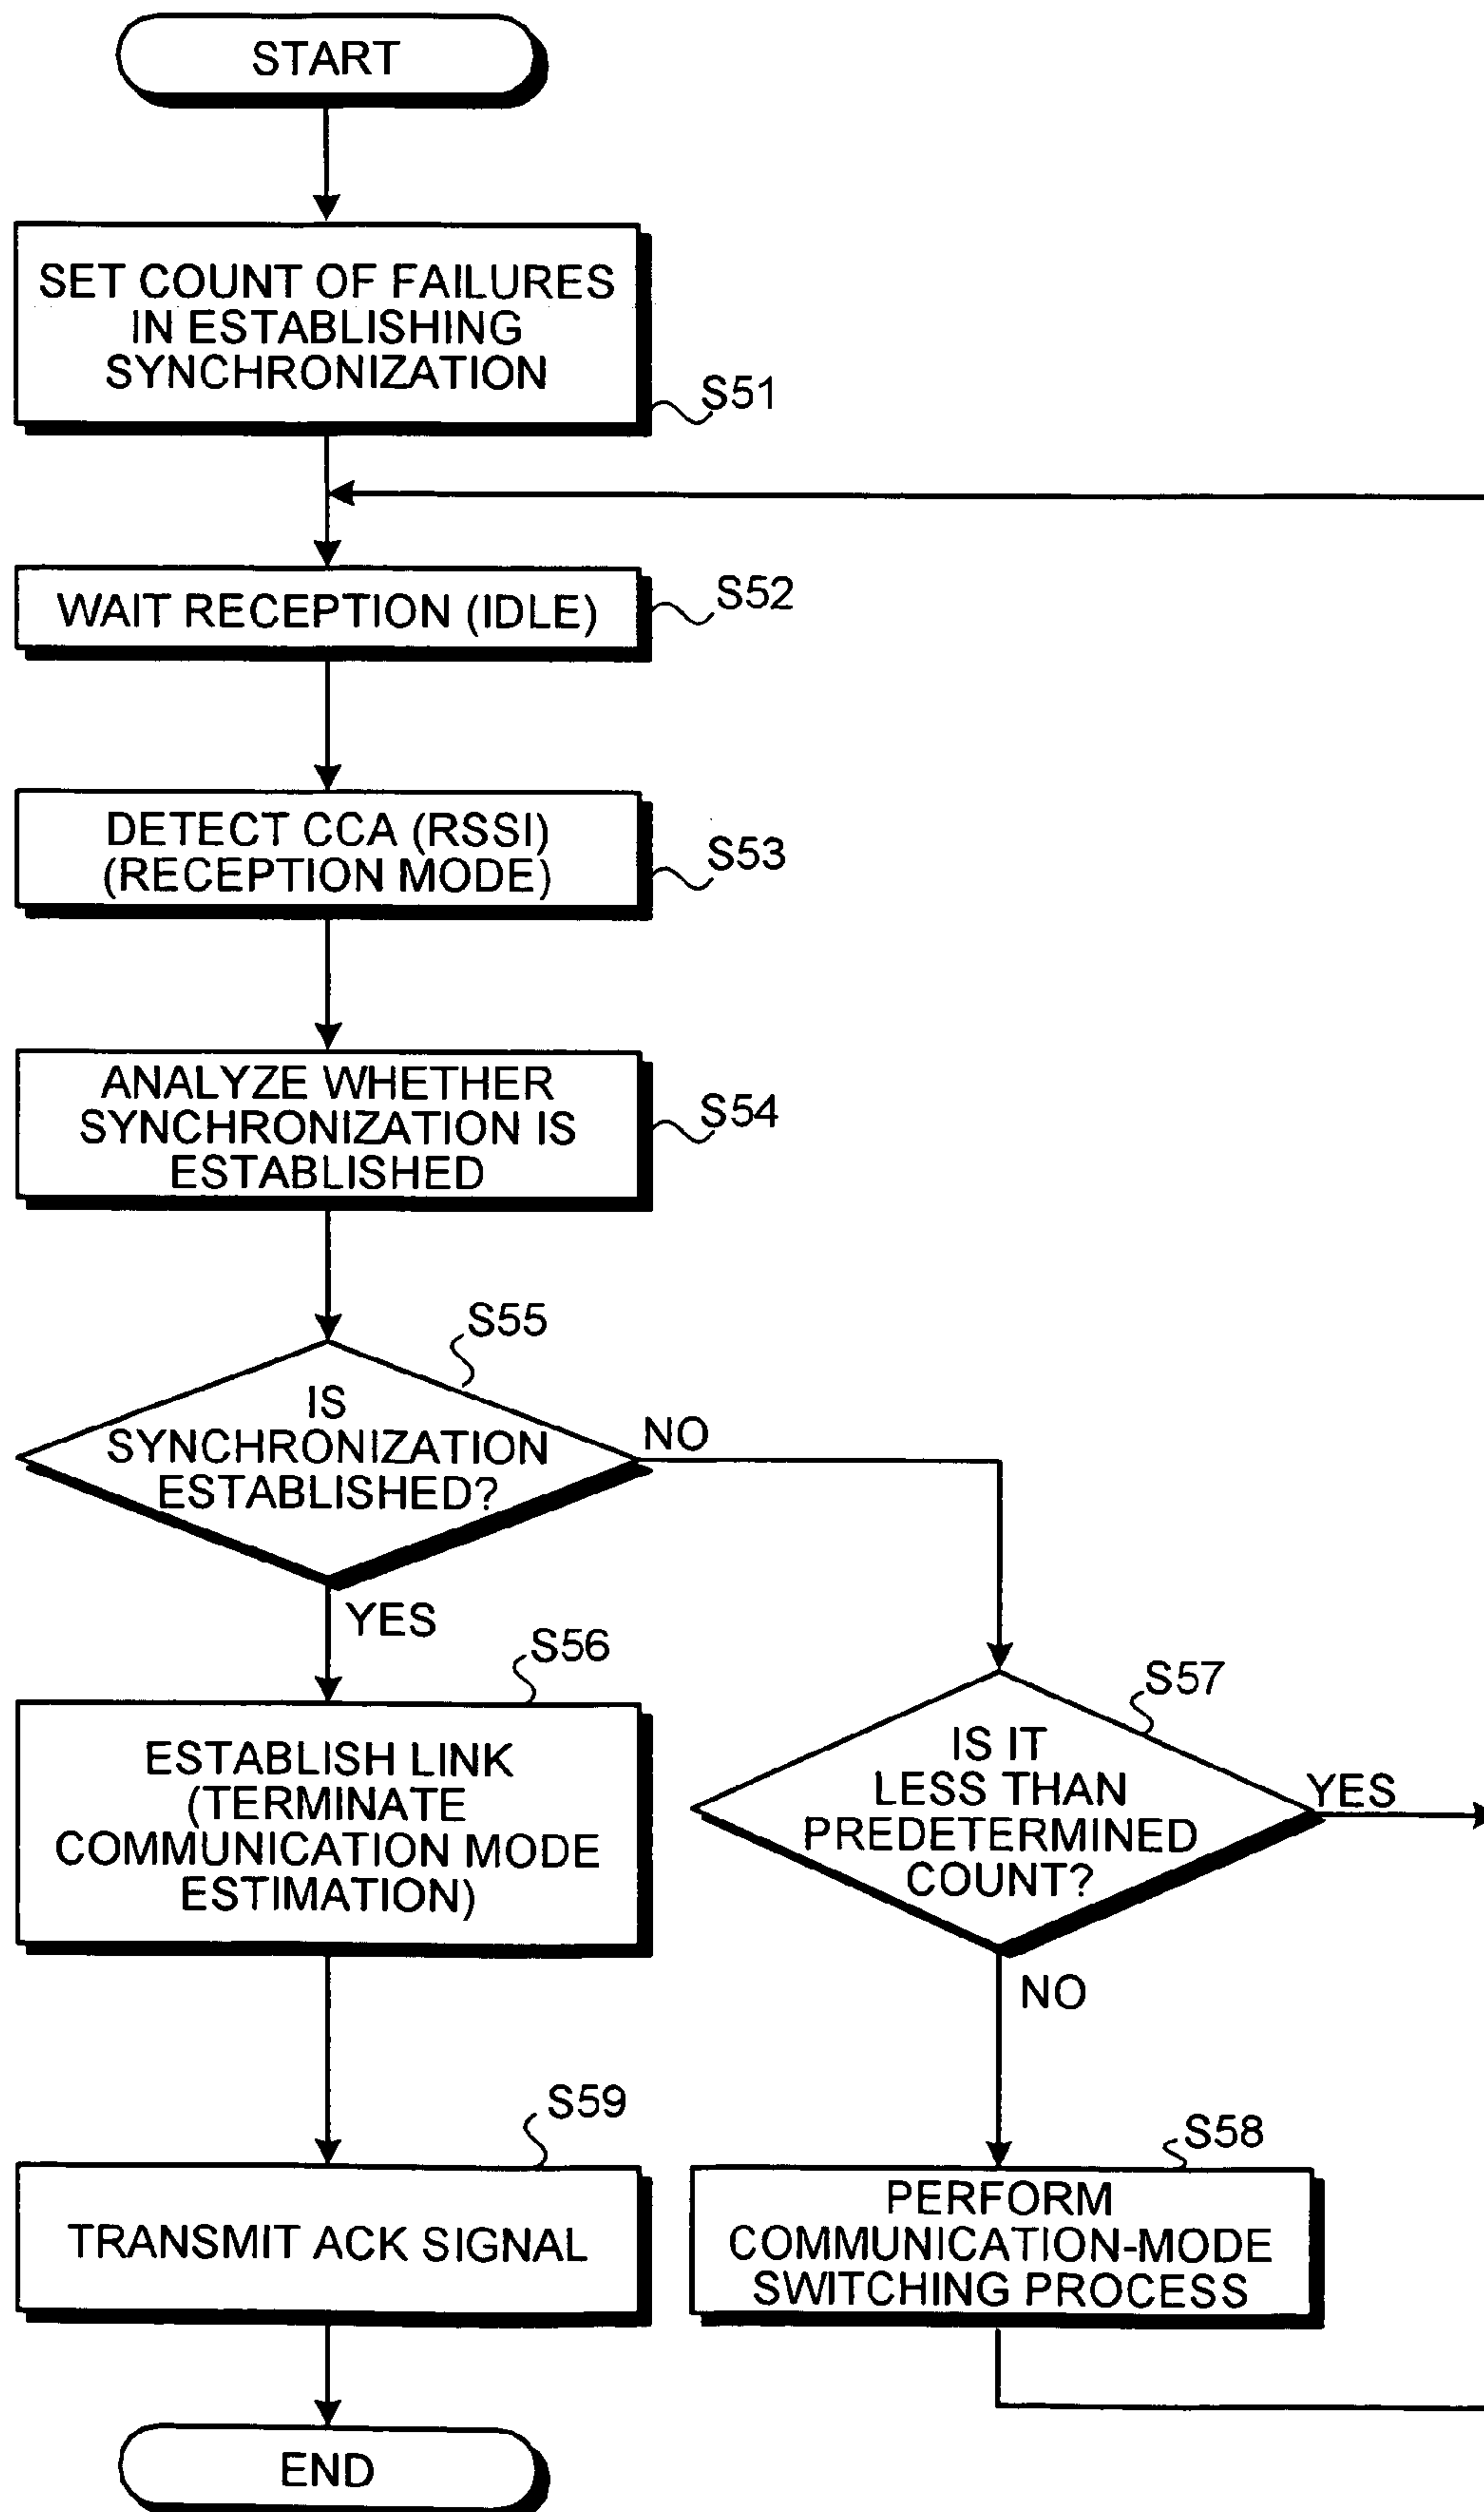 START
SET COUNT OF FAILURES
IN ESTABLISHING
SYNCHRONIZATION
S51
WAIT RECEPTION (IDLE)
S52
DETECT CCA (RSSI)
(RECEPTION MODE)
S53
ANALYZE WHETHER
SYNCHRONIZATION IS
ESTABLISHED
S54
S55
IS
SYNCHRONIZATION
ESTABLISHED?
NO
YES
S56
ESTABLISH LINK
(TERMINATE
COMMUNICATION MODE
ESTIMATION)
S57
IS IT
LESS THAN
PREDETERMINED
COUNT?
YES
NO
S59
TRANSMIT ACK SIGNAL
S58
PERFORM
COMMUNICATION-MODE
SWITCHING PROCESS
END